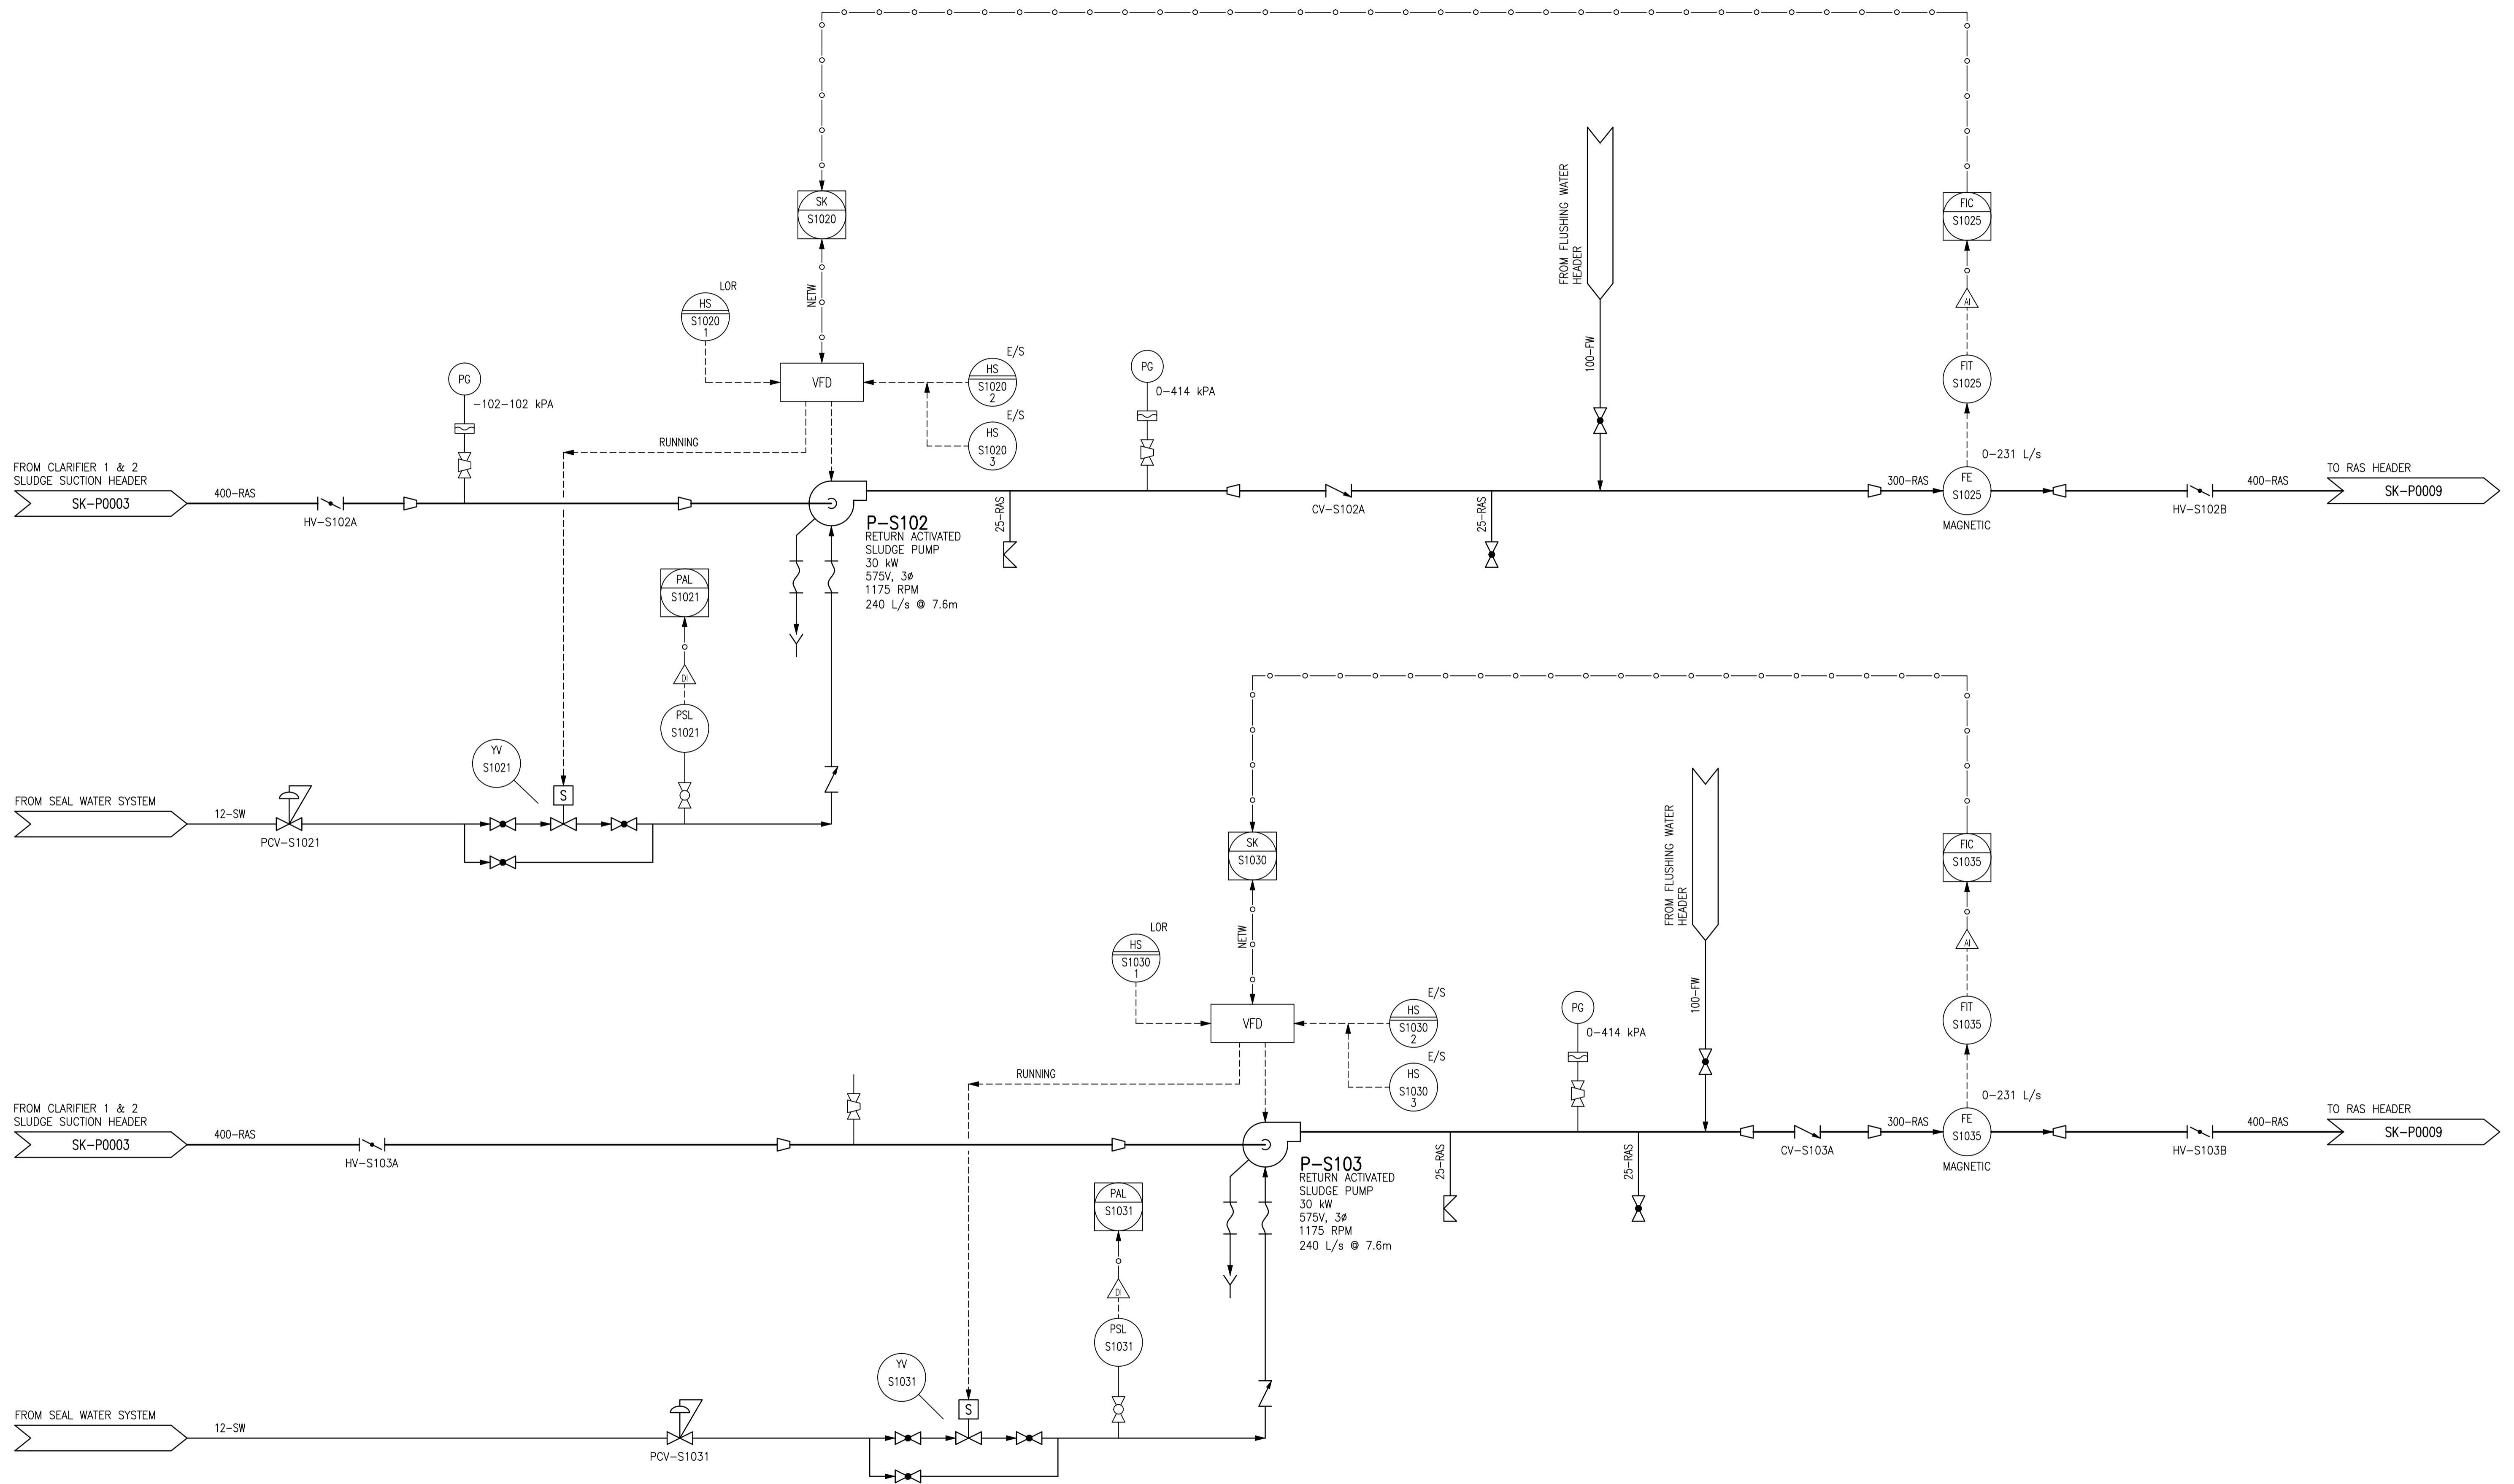 SK
S1020
FIC
S1025
FROM FLUSHING WATER
HEADER
LOR
HS
S1020
1
NETW
AI
E/S
HS
S1020
2
VFD
100-FW
FIT
S1025
PG
-102-102 kPA
PG
0-414 kPA
E/S
HS
S1020
3
RUNNING
0-231 L/s
FROM CLARIFIER 1 & 2
SLUDGE SUCTION HEADER
SK-P0003
400-RAS
HV-S102A
25-RAS
CV-S102A
25-RAS
300-RAS
FE
S1025
MAGNETIC
HV-S102B
400-RAS
TO RAS HEADER
SK-P0009
P-S102
RETURN ACTIVATED
SLUDGE PUMP
30 kW
575V, 3ø
1175 RPM
240 L/s @ 7.6m
PAL
S1021
DI
PSL
S1021
YV
S1021
S
FROM SEAL WATER SYSTEM
12-SW
PCV-S1021
SK
S1030
FIC
S1035
FROM FLUSHING WATER
HEADER
LOR
HS
S1030
1
NETW
AI
E/S
HS
S1030
2
VFD
100-FW
FIT
S1035
PG
0-414 kPA
E/S
HS
S1030
3
RUNNING
0-231 L/s
FROM CLARIFIER 1 & 2
SLUDGE SUCTION HEADER
SK-P0003
400-RAS
HV-S103A
25-RAS
25-RAS
CV-S103A
300-RAS
FE
S1035
MAGNETIC
HV-S103B
400-RAS
TO RAS HEADER
SK-P0009
P-S103
RETURN ACTIVATED
SLUDGE PUMP
30 kW
575V, 3ø
1175 RPM
240 L/s @ 7.6m
PAL
S1031
DI
PSL
S1031
YV
S1031
S
FROM SEAL WATER SYSTEM
12-SW
PCV-S1031